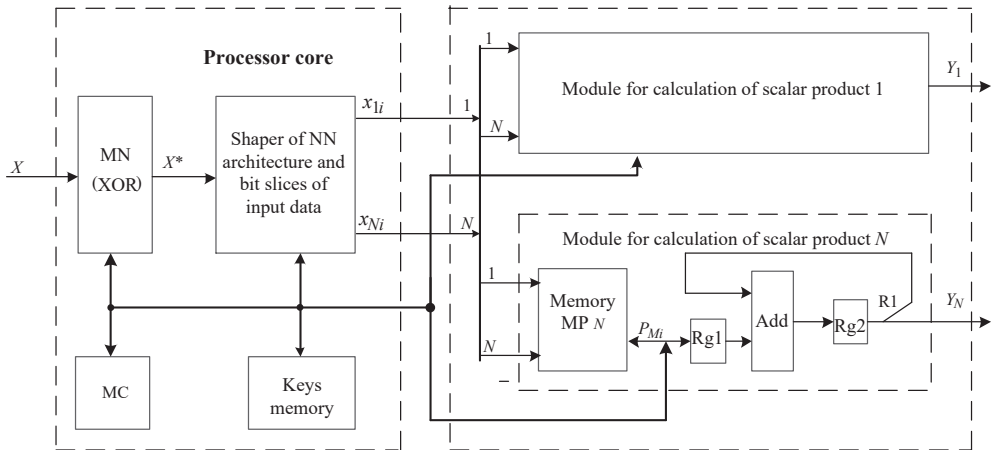 Processor core
X
MN
(XOR)
X*
Shaper of NN
architecture and
bit slices of
input data
x1i
xNi
MC
Keys
memory
1
N
1
N
Module for calculation of scalar product 1
Y1
Module for calculation of scalar product N
1
N
Memory
MP N
PMi
Rg1
Add
Rg2
R1
YN